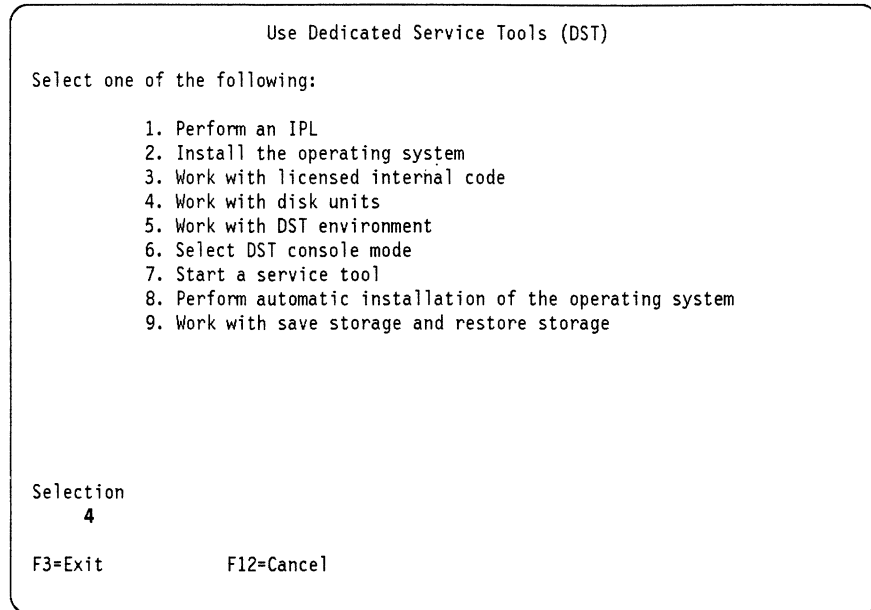 Use Dedicated Service Tools (DST)
Select one of the following:
1. Perform an IPL
2. Install the operating system
3. Work with licensed internal code
4. Work with disk units
5. Work with DST environment
6. Select DST console mode
7. Start a service tool
8. Perform automatic installation of the operating system
9. Work with save storage and restore storage
Selection
4
F3=Exit F12=Cancel